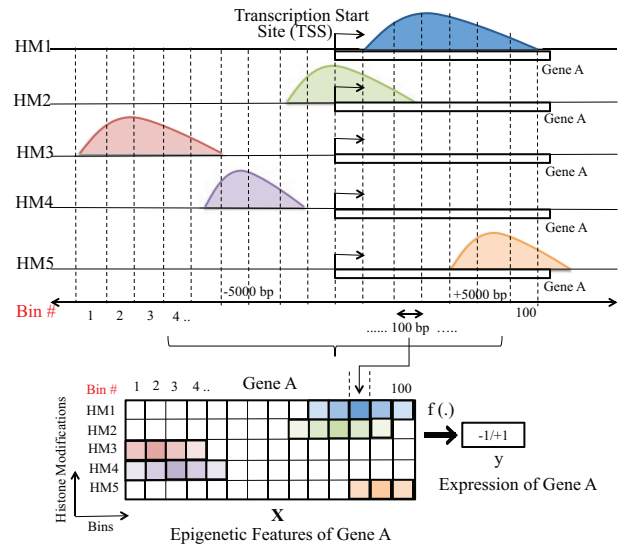 Transcription Start
Site (TSS)
HM1
Gene A
HM2
Gene A
HM3
Gene A
HM4
Gene A
HM5
Gene A
-5000 bp
+5000 bp
Bin #
1 2 3 4 ..
...... 100 bp .....
100
Bin #
1 2 3 4 ..
Gene A
100
HM1
HM2
HM3
HM4
HM5
Histone Modifications
Bins
f (.)
-1/+1
y
Expression of Gene A
X
Epigenetic Features of Gene A